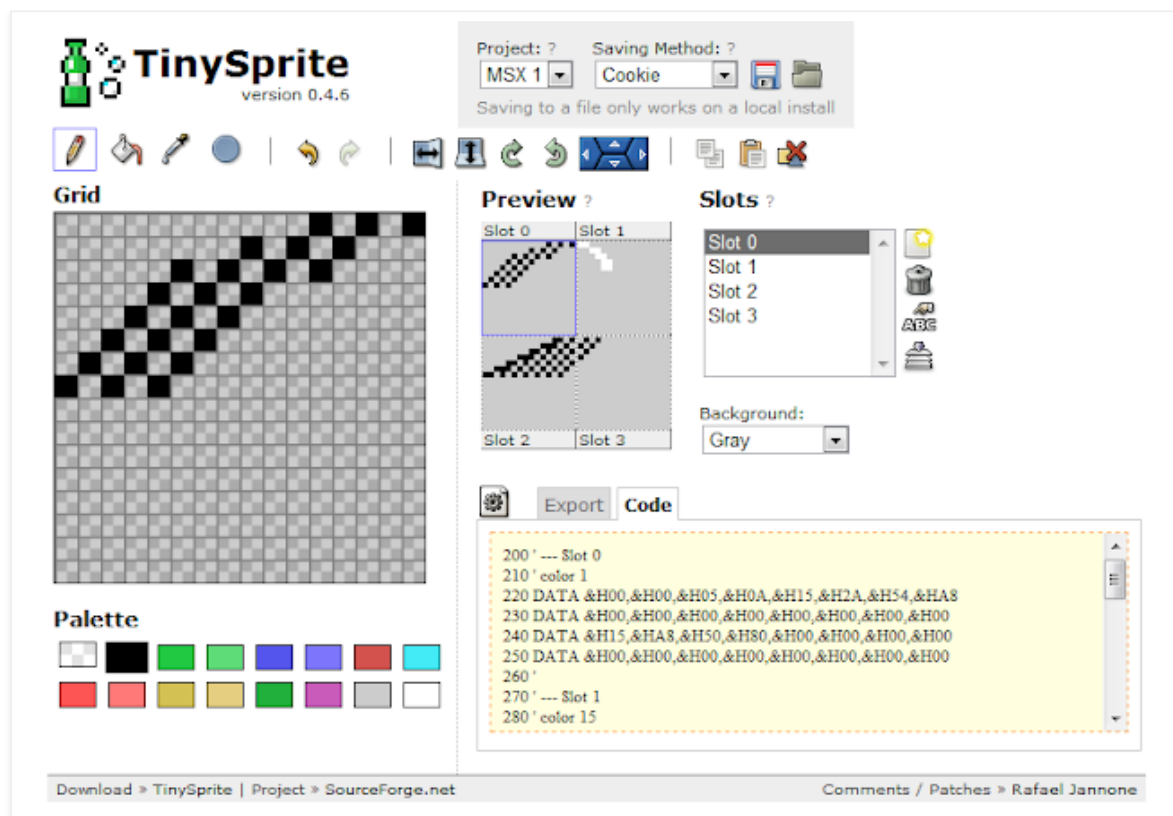 TinySprite
version 0.4.6
Project: ? Saving Method: ?
MSX 1 Cookie
Saving to a file only works on a local install
Grid
Preview ? Slots ?
Slot 0 Slot 1
Slot 2 Slot 3
Slot 0
Slot 1
Slot 2
Slot 3
ABC
Background:
Gray
Export Code
200 ' --- Slot 0
210 ' color 1
220 DATA &H00,&H00,&H05,&H0A,&H15,&H2A,&H54,&HA8
230 DATA &H00,&H00,&H00,&H00,&H00,&H00,&H00,&H00
240 DATA &H15,&HA8,&H50,&H80,&H00,&H00,&H00,&H00
250 DATA &H00,&H00,&H00,&H00,&H00,&H00,&H00,&H00
260 '
270 ' --- Slot 1
280 ' color 15
Palette
Download » TinySprite | Project » SourceForge.net
Comments / Patches » Rafael Jannone